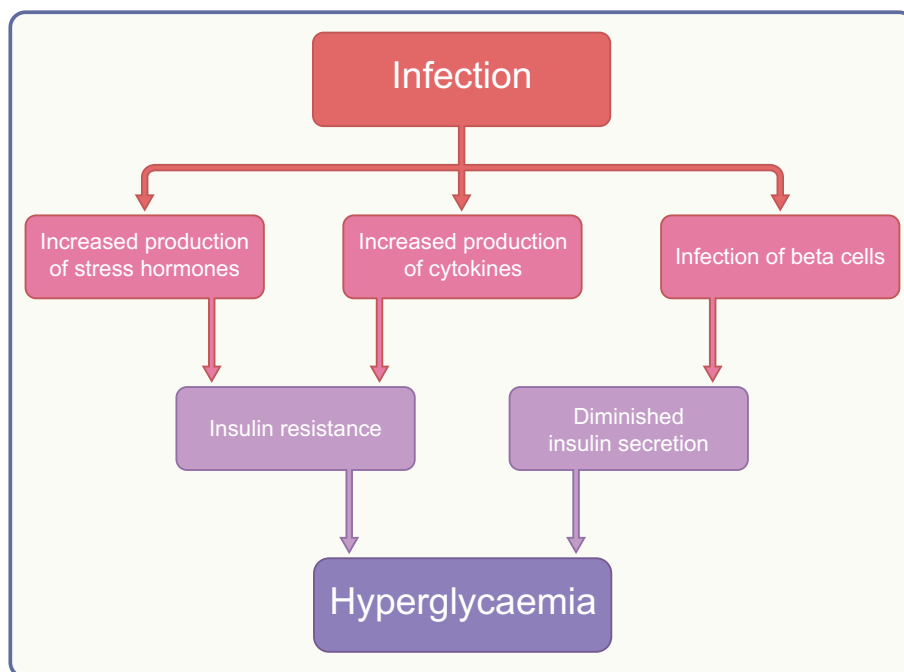 Infection
Increased production
of stress hormones
Increased production
of cytokines
Infection of beta cells
Insulin resistance
Diminished
insulin secretion
Hyperglycaemia